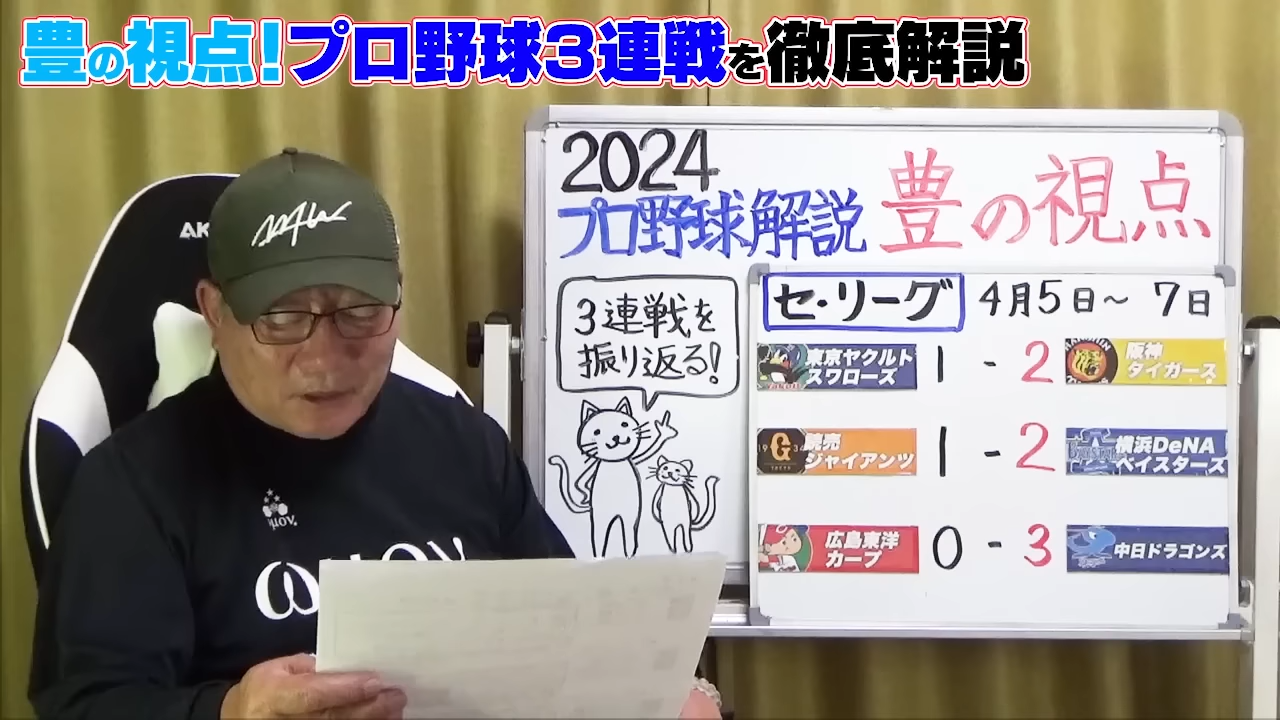 豊の視点!プロ野球3連戦を徹底解説
2024
プロ野球解説 豊の視点
3連戦を
振り返る!
セ・リーグ 4月5日~7日
東京ヤクルト
スワローズ
1 - 2
阪神
タイガース
読売
ジャイアンツ
1 - 2
横浜DeNA
ベイスターズ
広島東洋
カープ
0 - 3
中日ドラゴンズ
AK